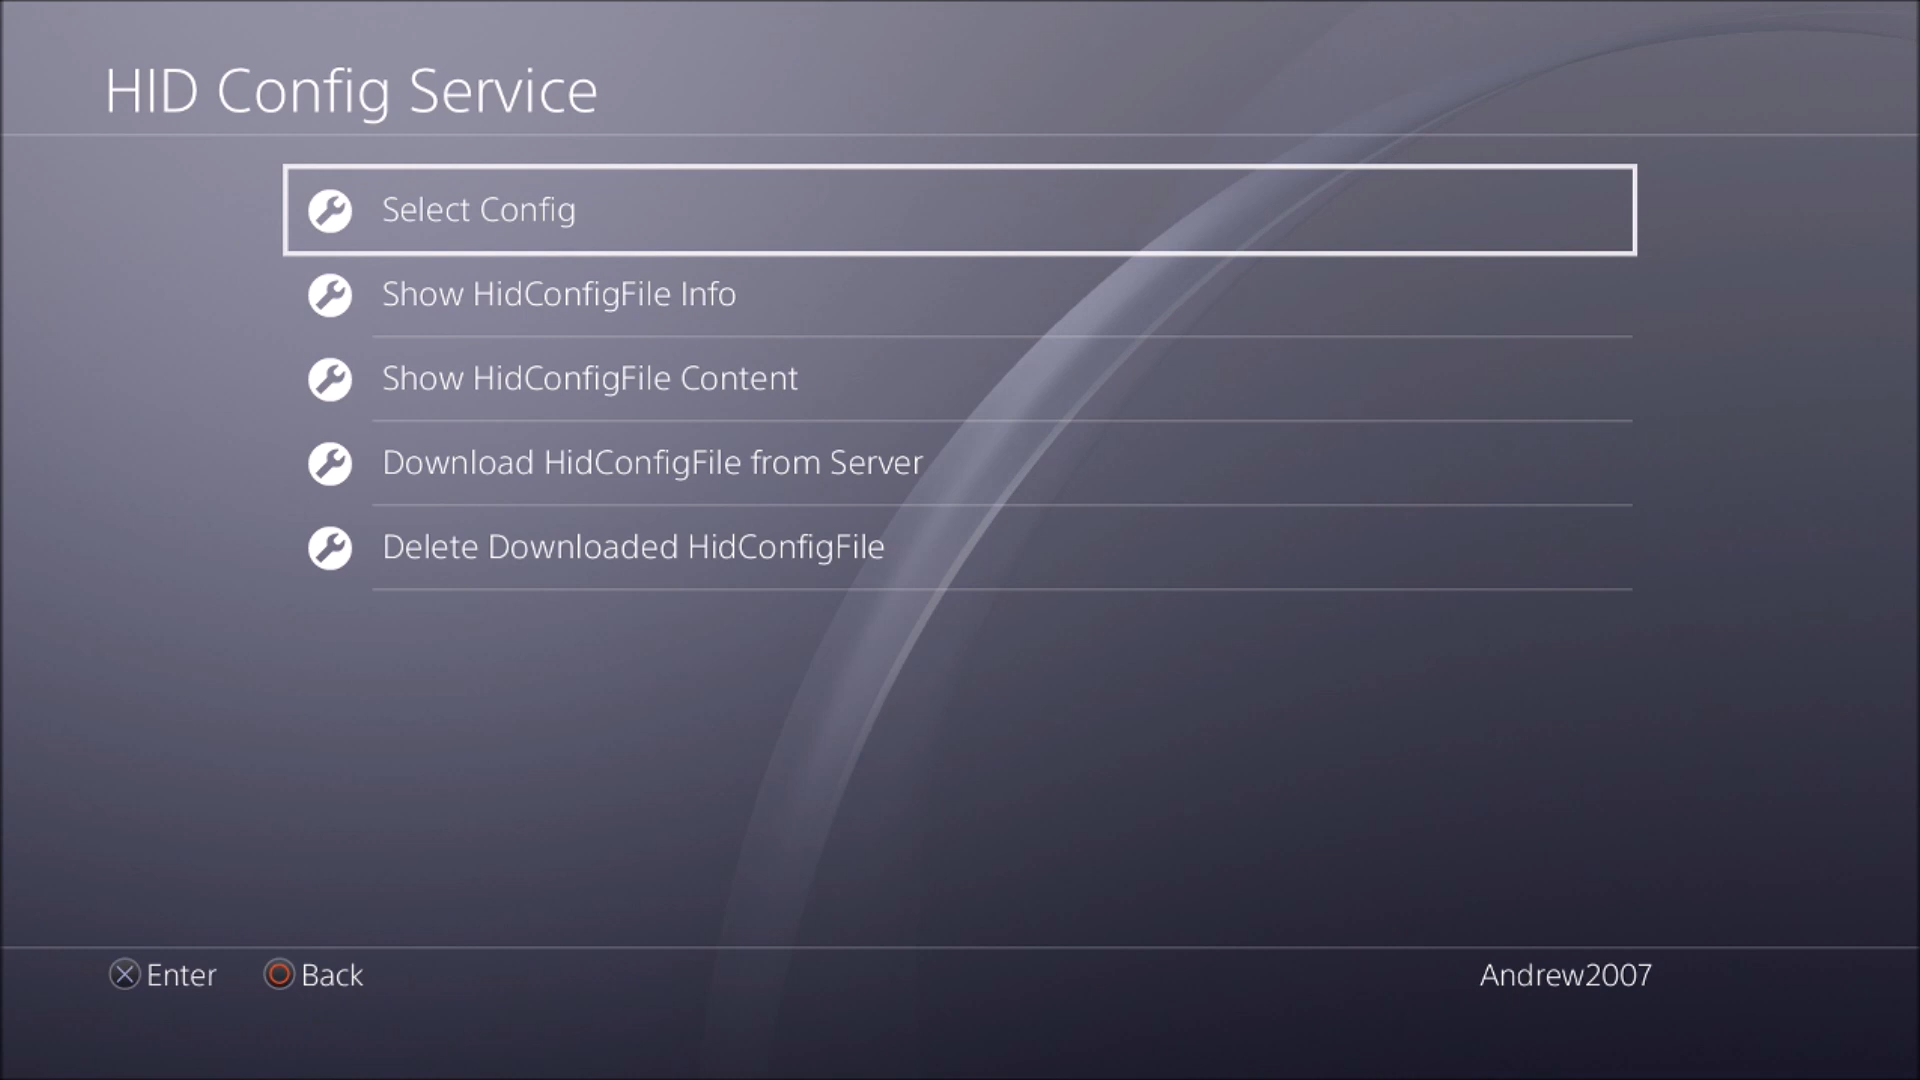 HID Config Service
Select Config
Show HidConfigFile Info
Show HidConfigFile Content
Download HidConfigFile from Server
Delete Downloaded HidConfigFile
Enter
Back
Andrew2007